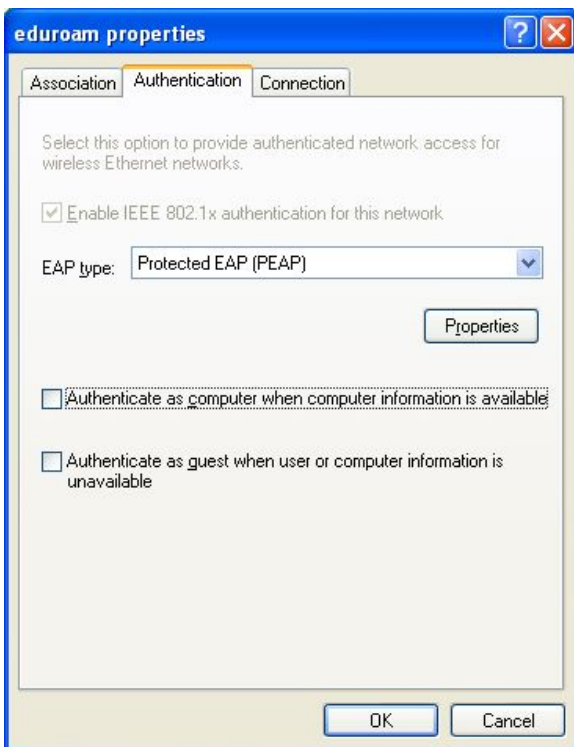 eduroam properties
?
Association Authentication Connection
Select this option to provide authenticated network access for
wireless Ethernet networks.
Enable IEEE 802.1x authentication for this network
EAP type: Protected EAP (PEAP)
Properties
Authenticate as computer when computer information is available
Authenticate as guest when user or computer information is
unavailable
OK Cancel